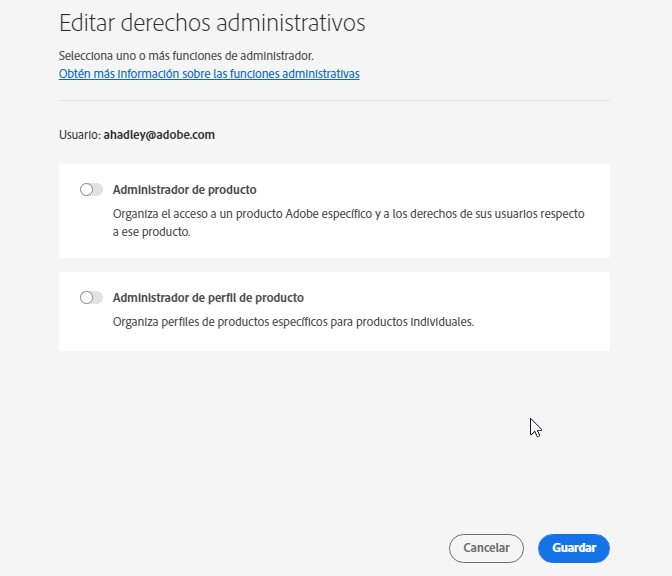 Editar derechos administrativos
Selecciona uno o más funciones de administrador.
Obtén más información sobre las funciones administrativas
Usuario: ahadley@adobe.com
Administrador de producto
Organiza el acceso a un producto Adobe específico y a los derechos de sus usuarios respecto
a ese producto.
Administrador de perfil de producto
Organiza perfiles de productos específicos para productos individuales.
Cancelar
Guardar